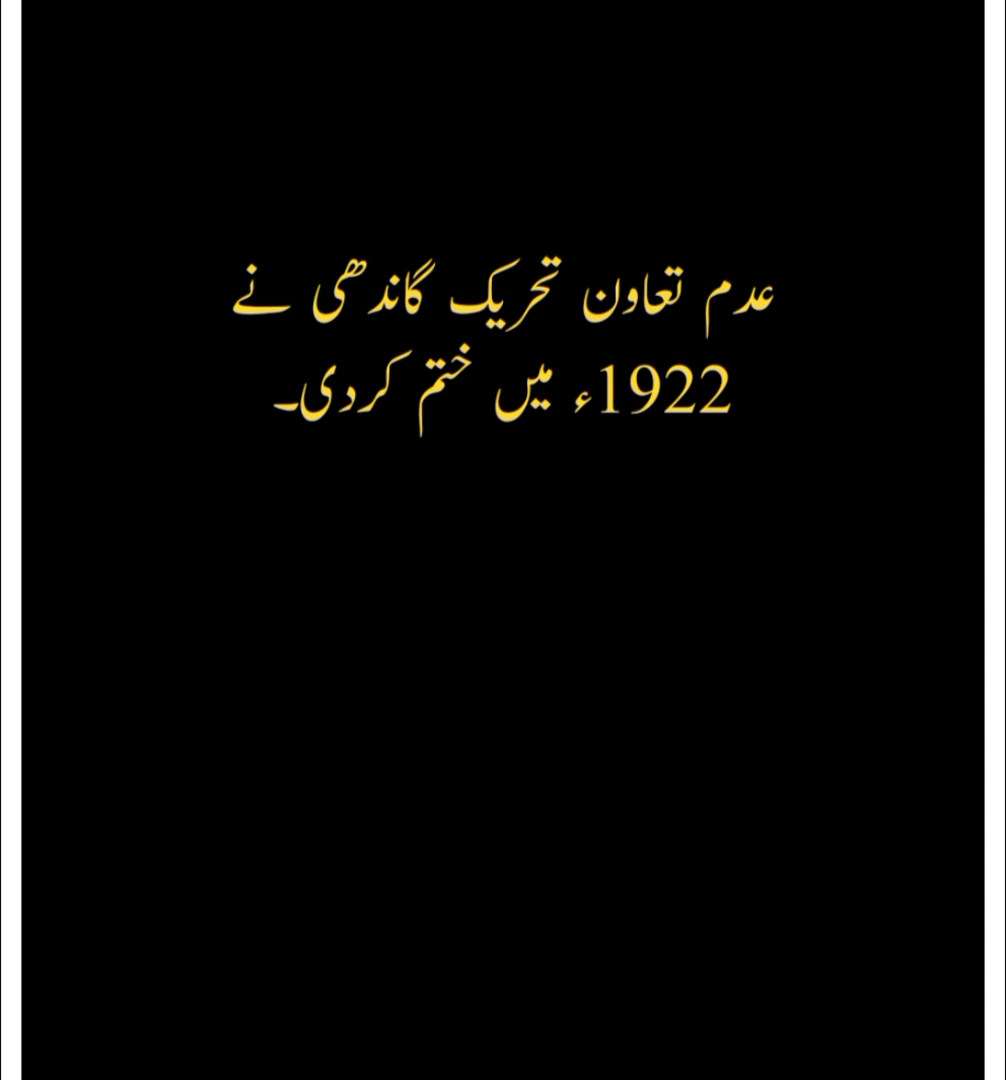 عدم تعاون تحریک گاندھی نے
1922ء میں ختم کردی۔